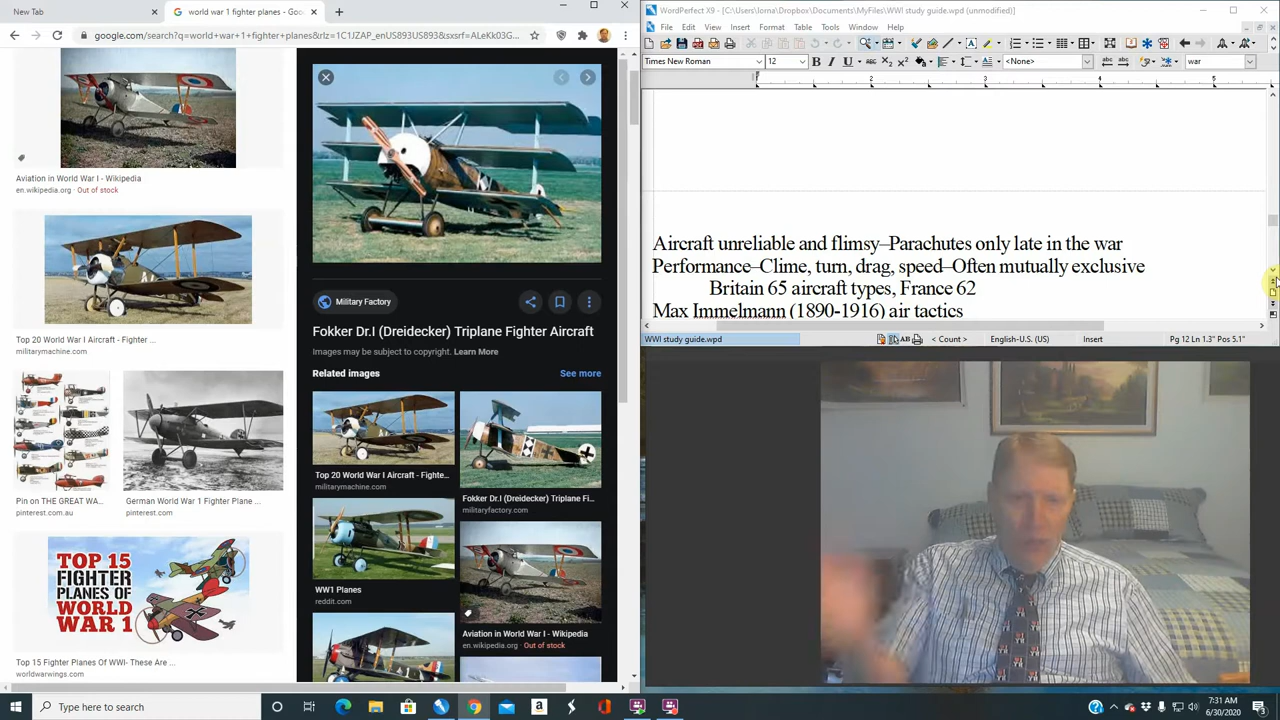 New Tab
world war 1 fighter planes - Goo
google.com/search?q=world+war+1+fighter+planes&rlz=1C1JZAP_enUS893US893&sxsrf=ALeKk03G...
Aviation in World War I - Wikipedia
en.wikipedia.org · Out of stock
Top 20 World War I Aircraft - Fighter ...
militarymachine.com
Pin on THE GREAT WA...
pinterest.com.au
German World War 1 Fighter Plane ...
pinterest.com
TOP 15
FIGHTER
PLANES OF
WORLD
WAR 1
Top 15 Fighter Planes Of WWI- These Are ...
worldwarwings.com
Military Factory
Fokker Dr.I (Dreidecker) Triplane Fighter Aircraft
Images may be subject to copyright. Learn More
Related images
See more
Top 20 World War I Aircraft - Fighte...
militarymachine.com
Fokker Dr.I (Dreidecker) Triplane Fi...
militaryfactory.com
WW1 Planes
reddit.com
Aviation in World War I - Wikipedia
en.wikipedia.org · Out of stock
WordPerfect X9 - [C:\Users\lorna\Dropbox\Documents\MyFiles\WWI study guide.wpd (unmodified)]
File Edit View Insert Format Table Tools Window Help
Times New Roman 12 <None> war
2 3 4 5
Aircraft unreliable and flimsy–Parachutes only late in the war
Performance–Clime, turn, drag, speed–Often mutually exclusive
Britain 65 aircraft types, France 62
Max Immelmann (1890-1916) air tactics
WWI study guide.wpd
AB < Count > English-U.S. (US) Insert Pg 12 Ln 1.3" Pos 5.1"
Type here to search
7:31 AM
6/30/2020